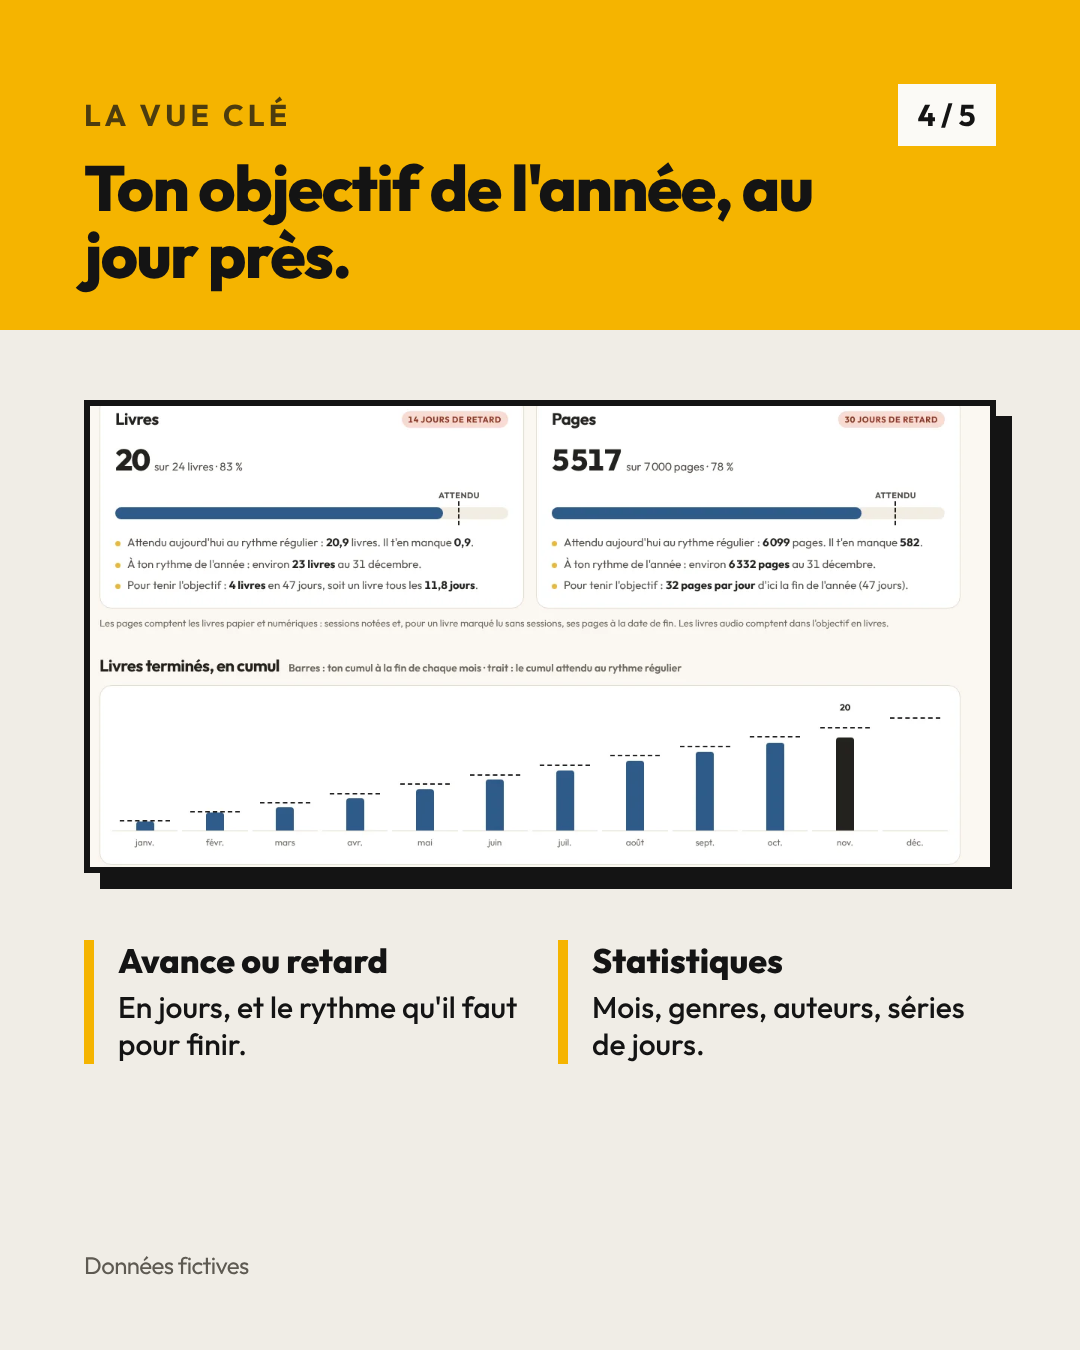 LA VUE CLÉ
4 / 5
Ton objectif de l'année, au
jour près.
Livres
14 JOURS DE RETARD
20 sur 24 livres · 83 %
ATTENDU
Attendu aujourd'hui au rythme régulier : 20,9 livres. Il t'en manque 0,9.
À ton rythme de l'année : environ 23 livres au 31 décembre.
Pour tenir l'objectif : 4 livres en 47 jours, soit un livre tous les 11,8 jours.
Pages
30 JOURS DE RETARD
5 517 sur 7 000 pages · 78 %
ATTENDU
Attendu aujourd'hui au rythme régulier : 6 099 pages. Il t'en manque 582.
À ton rythme de l'année : environ 6 332 pages au 31 décembre.
Pour tenir l'objectif : 32 pages par jour d'ici la fin de l'année (47 jours).
Les pages comptent les livres papier et numériques : sessions notées et, pour un livre marqué lu sans sessions, ses pages à la date de fin. Les livres audio comptent dans l'objectif en livres.
Livres terminés, en cumul Barres : ton cumul à la fin de chaque mois · trait : le cumul attendu au rythme régulier
20
janv. févr. mars avr. mai juin juil. août sept. oct. nov. déc.
Avance ou retard
En jours, et le rythme qu'il faut
pour finir.
Statistiques
Mois, genres, auteurs, séries
de jours.
Données fictives